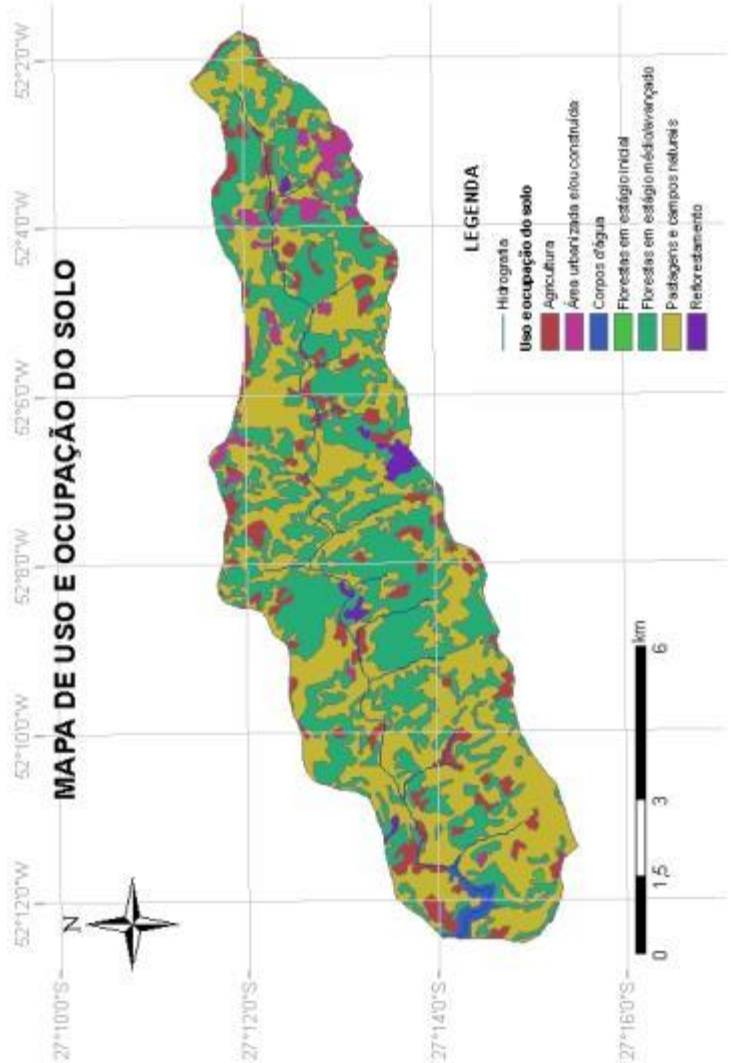 MAPA DE USO E OCUPAÇÃO DO SOLO
52°12'0"W 52°10'0"W 52°8'0"W 52°6'0"W 52°4'0"W 52°2'0"W
N
27°10'0"S
27°12'0"S
27°14'0"S
27°16'0"S
0 1,5 3 6
km
LEGENDA
Hidrografia
Uso e ocupação do solo
Agricultura
Área urbanizada e/ou construída
Corpos d'água
Florestas em estágio inicial
Florestas em estágio médio/avançado
Pastagens e campos naturais
Reflorestamento